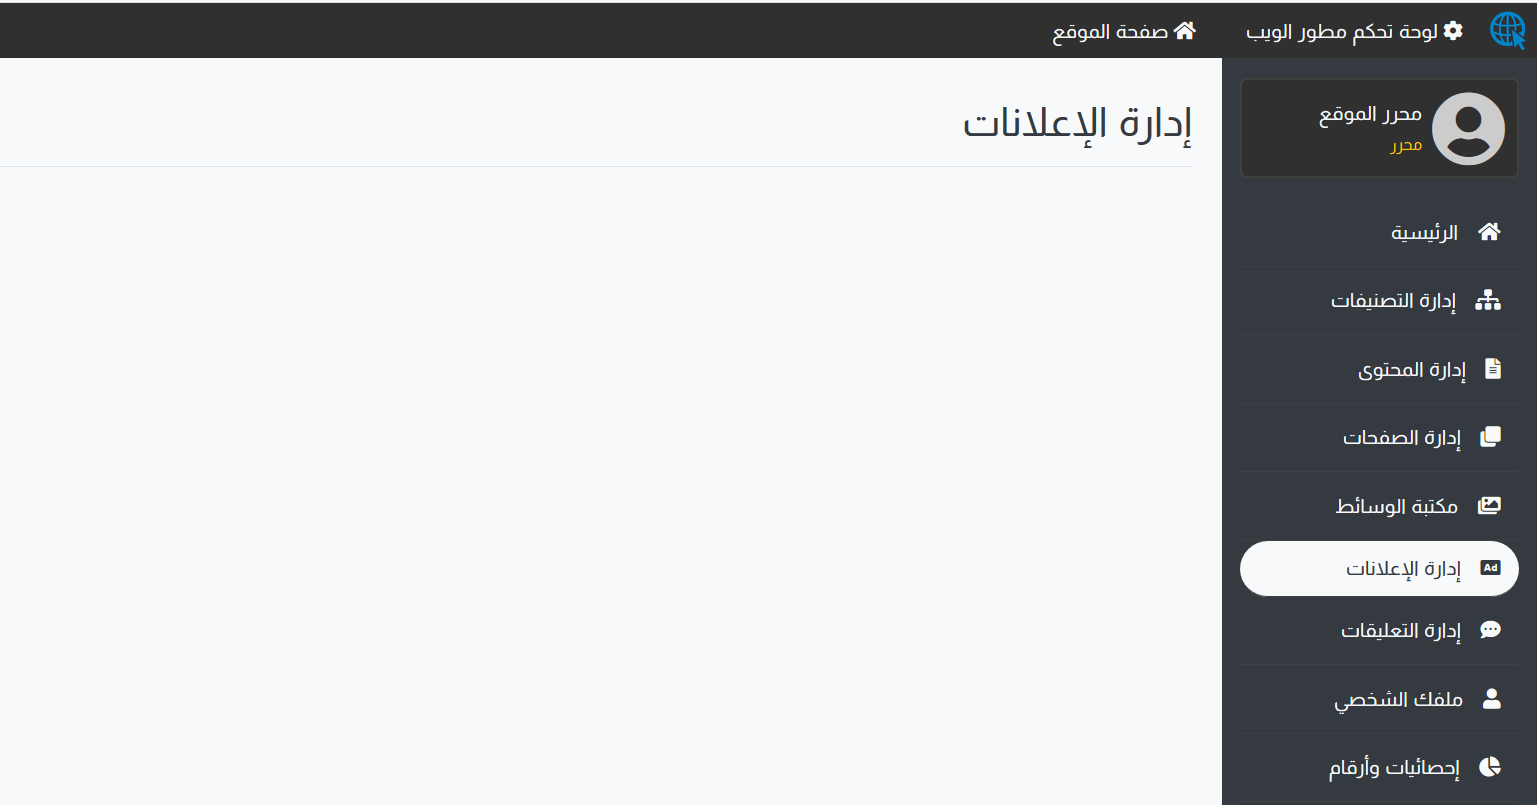 لوحة تحكم مطور الويب
صفحة الموقع
محرر الموقع
محرر
الرئيسية
إدارة التصنيفات
إدارة المحتوى
إدارة الصفحات
مكتبة الوسائط
Ad إدارة الإعلانات
إدارة التعليقات
ملفك الشخصي
إحصائيات وأرقام
إدارة الإعلانات